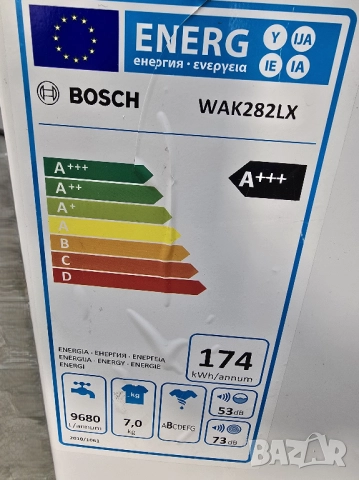 ENERG Y IJA
енергия · ενεργεια IE IA
BOSCH WAK282LX
A+++ A+++
A++
A+
A
B
C
D
ENERGIA · ЕНЕРГИЯ · ΕΝΕΡΓΕΙΑ
ENERGIJA · ENERGY · ENERGIE
ENERGI
174
kWh/annum
9680
L/annum
kg
7,0
ABCDEFG
53dB
73dB
2010/1061
BAZAR